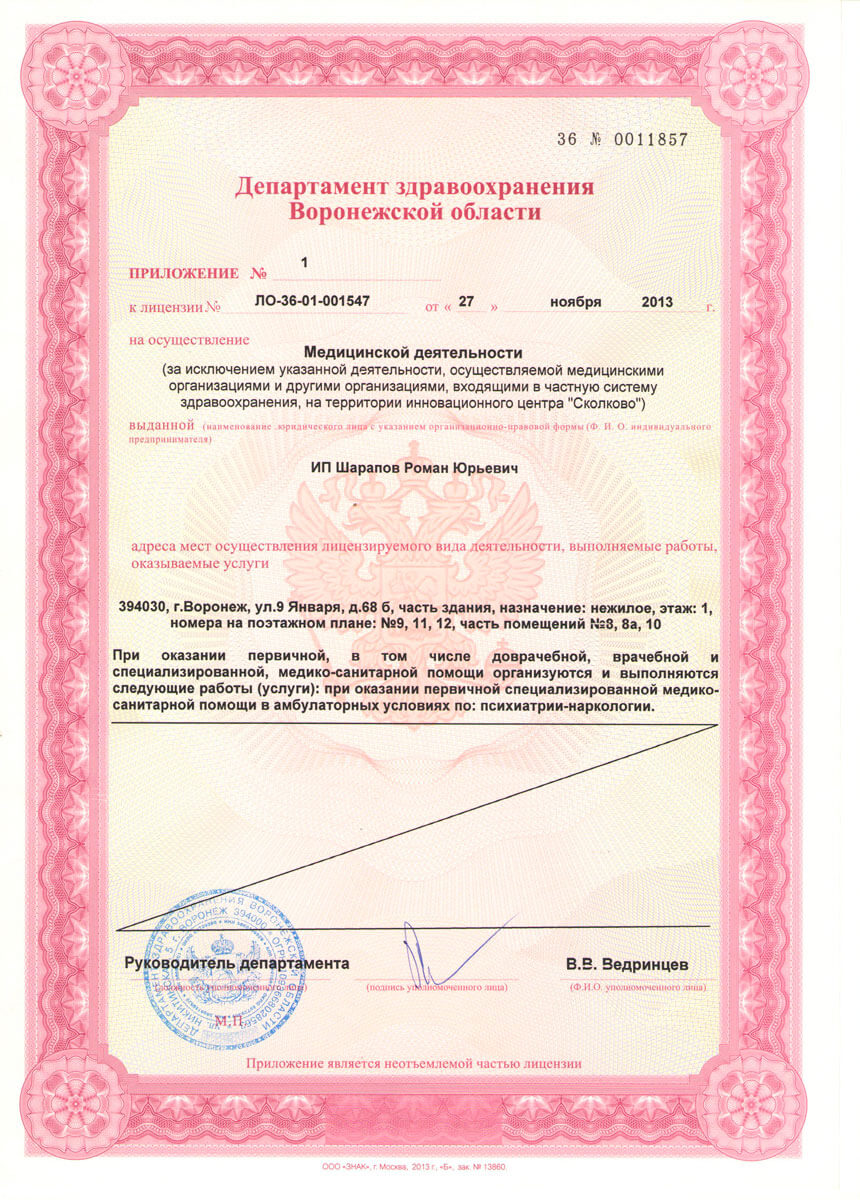 36 № 0011857
Департамент здравоохранения
Воронежской области
ПРИЛОЖЕНИЕ № 1
к лицензии № ЛО-36-01-001547 от « 27 » ноября 2013 г.
на осуществление
Медицинской деятельности
(за исключением указанной деятельности, осуществляемой медицинскими
организациями и другими организациями, входящими в частную систему
здравоохранения, на территории инновационного центра "Сколково")
выданной (наименование юридического лица с указанием организационно-правовой формы (Ф. И. О. индивидуального
предпринимателя)
ИП Шарапов Роман Юрьевич
адреса мест осуществления лицензируемого вида деятельности, выполняемые работы,
оказываемые услуги
394030, г.Воронеж, ул.9 Января, д.68 б, часть здания, назначение: нежилое, этаж: 1,
номера на поэтажном плане: №9, 11, 12, часть помещений №8, 8а, 10
При оказании первичной, в том числе доврачебной, врачебной и
специализированной, медико-санитарной помощи организуются и выполняются
следующие работы (услуги): при оказании первичной специализированной медико-
санитарной помощи в амбулаторных условиях по: психиатрии-наркологии.
Руководитель департамента В.В. Ведринцев
(должность уполномоченного лица) (подпись уполномоченного лица) (Ф.И.О. уполномоченного лица)
М.П.
Приложение является неотъемлемой частью лицензии
ООО «ЗНАК», г. Москва, 2013 г., «Б», зак. № 13860.